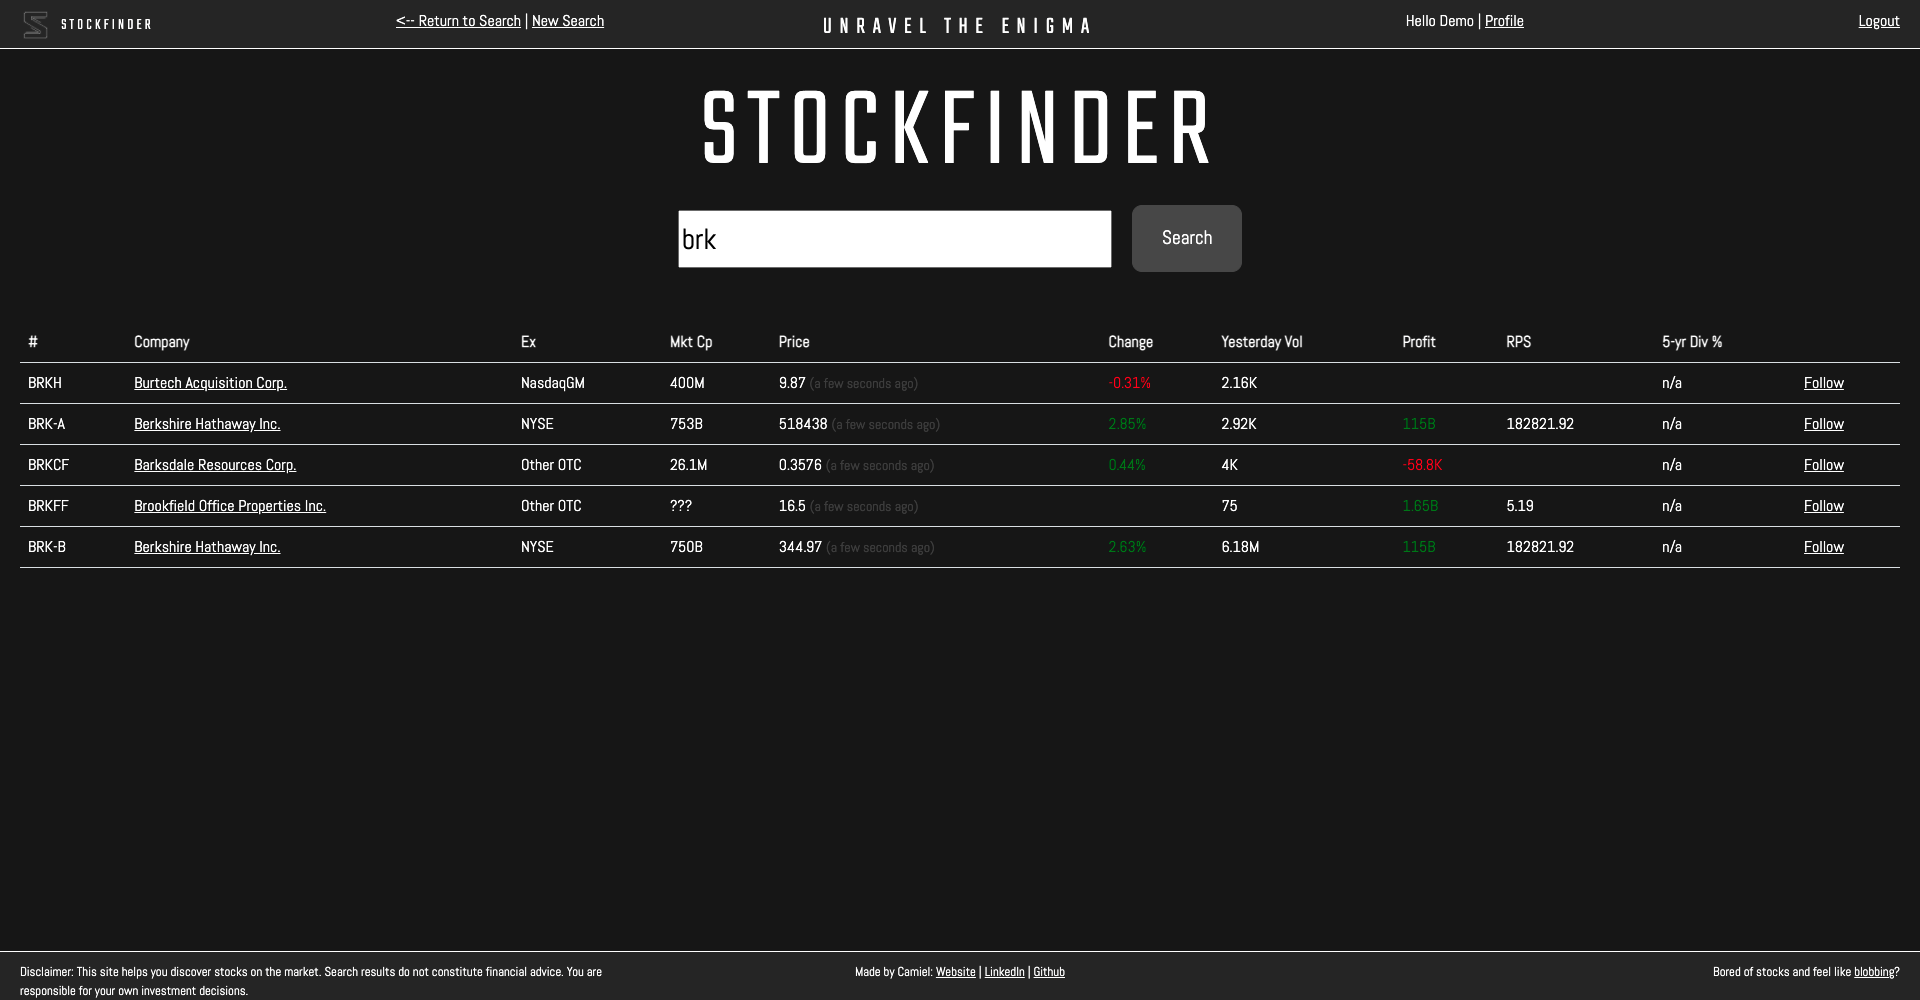 STOCKFINDER <-- Return to Search | New Search UNRAVEL THE ENIGMA Hello Demo | Profile Logout
STOCKFINDER
brk Search
# Company Ex Mkt Cp Price Change Yesterday Vol Profit RPS 5-yr Div %
BRKH Burtech Acquisition Corp. NasdaqGM 400M 9.87 (a few seconds ago) -0.31% 2.16K n/a Follow
BRK-A Berkshire Hathaway Inc. NYSE 753B 518438 (a few seconds ago) 2.85% 2.92K 115B 182821.92 n/a Follow
BRKCF Barksdale Resources Corp. Other OTC 26.1M 0.3576 (a few seconds ago) 0.44% 4K -58.8K n/a Follow
BRKFF Brookfield Office Properties Inc. Other OTC ??? 16.5 (a few seconds ago) 75 1.65B 5.19 n/a Follow
BRK-B Berkshire Hathaway Inc. NYSE 750B 344.97 (a few seconds ago) 2.63% 6.18M 115B 182821.92 n/a Follow
Disclaimer: This site helps you discover stocks on the market. Search results do not constitute financial advice. You are
responsible for your own investment decisions.
Made by Camiel: Website | LinkedIn | Github
Bored of stocks and feel like blobbing?